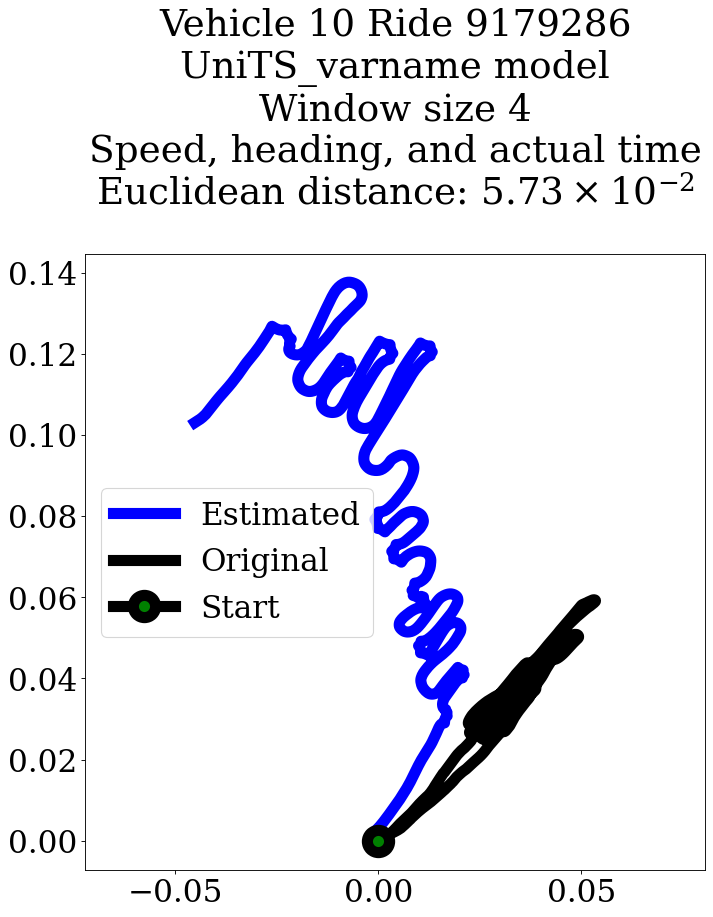 Vehicle 10 Ride 9179286
UniTS_varname model
Window size 4
Speed, heading, and actual time
Euclidean distance: 5.73 × 10⁻²
0.14
0.12
0.10
0.08
0.06
0.04
0.02
0.00
Estimated
Original
Start
−0.05
0.00
0.05